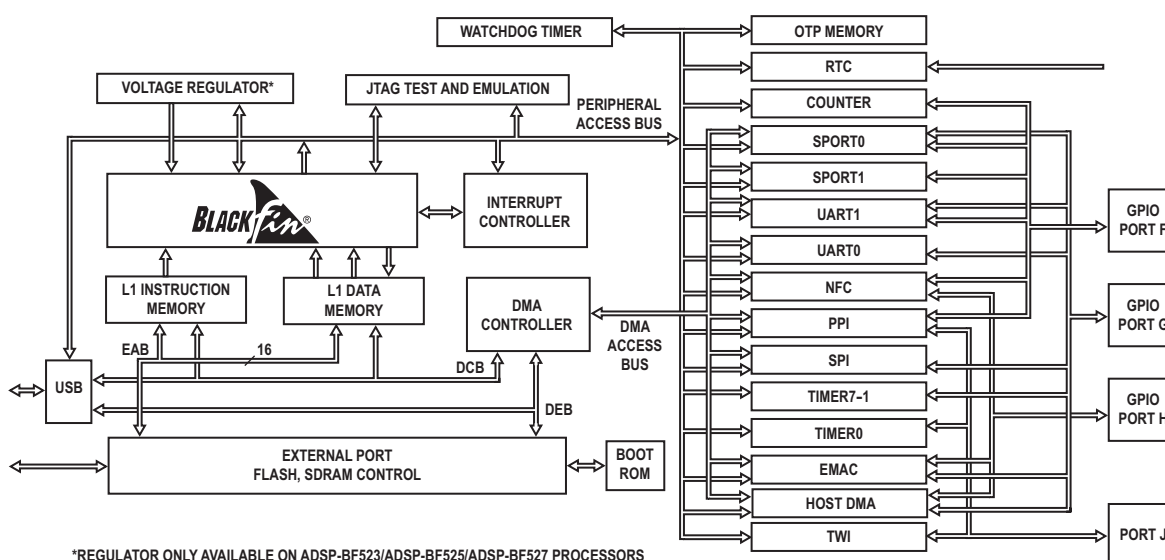 WATCHDOG TIMER
OTP MEMORY
RTC
VOLTAGE REGULATOR*
JTAG TEST AND EMULATION
PERIPHERAL
ACCESS BUS
COUNTER
SPORT0
SPORT1
BLACKfin®
INTERRUPT
CONTROLLER
UART1
GPIO
PORT F
UART0
L1 INSTRUCTION
MEMORY
L1 DATA
MEMORY
DMA
CONTROLLER
NFC
DMA
ACCESS
BUS
PPI
GPIO
PORT G
EAB
16
DCB
SPI
USB
TIMER7-1
GPIO
PORT H
DEB
TIMER0
EXTERNAL PORT
FLASH, SDRAM CONTROL
BOOT
ROM
EMAC
HOST DMA
TWI
PORT J
*REGULATOR ONLY AVAILABLE ON ADSP-BF523/ADSP-BF525/ADSP-BF527 PROCESSORS